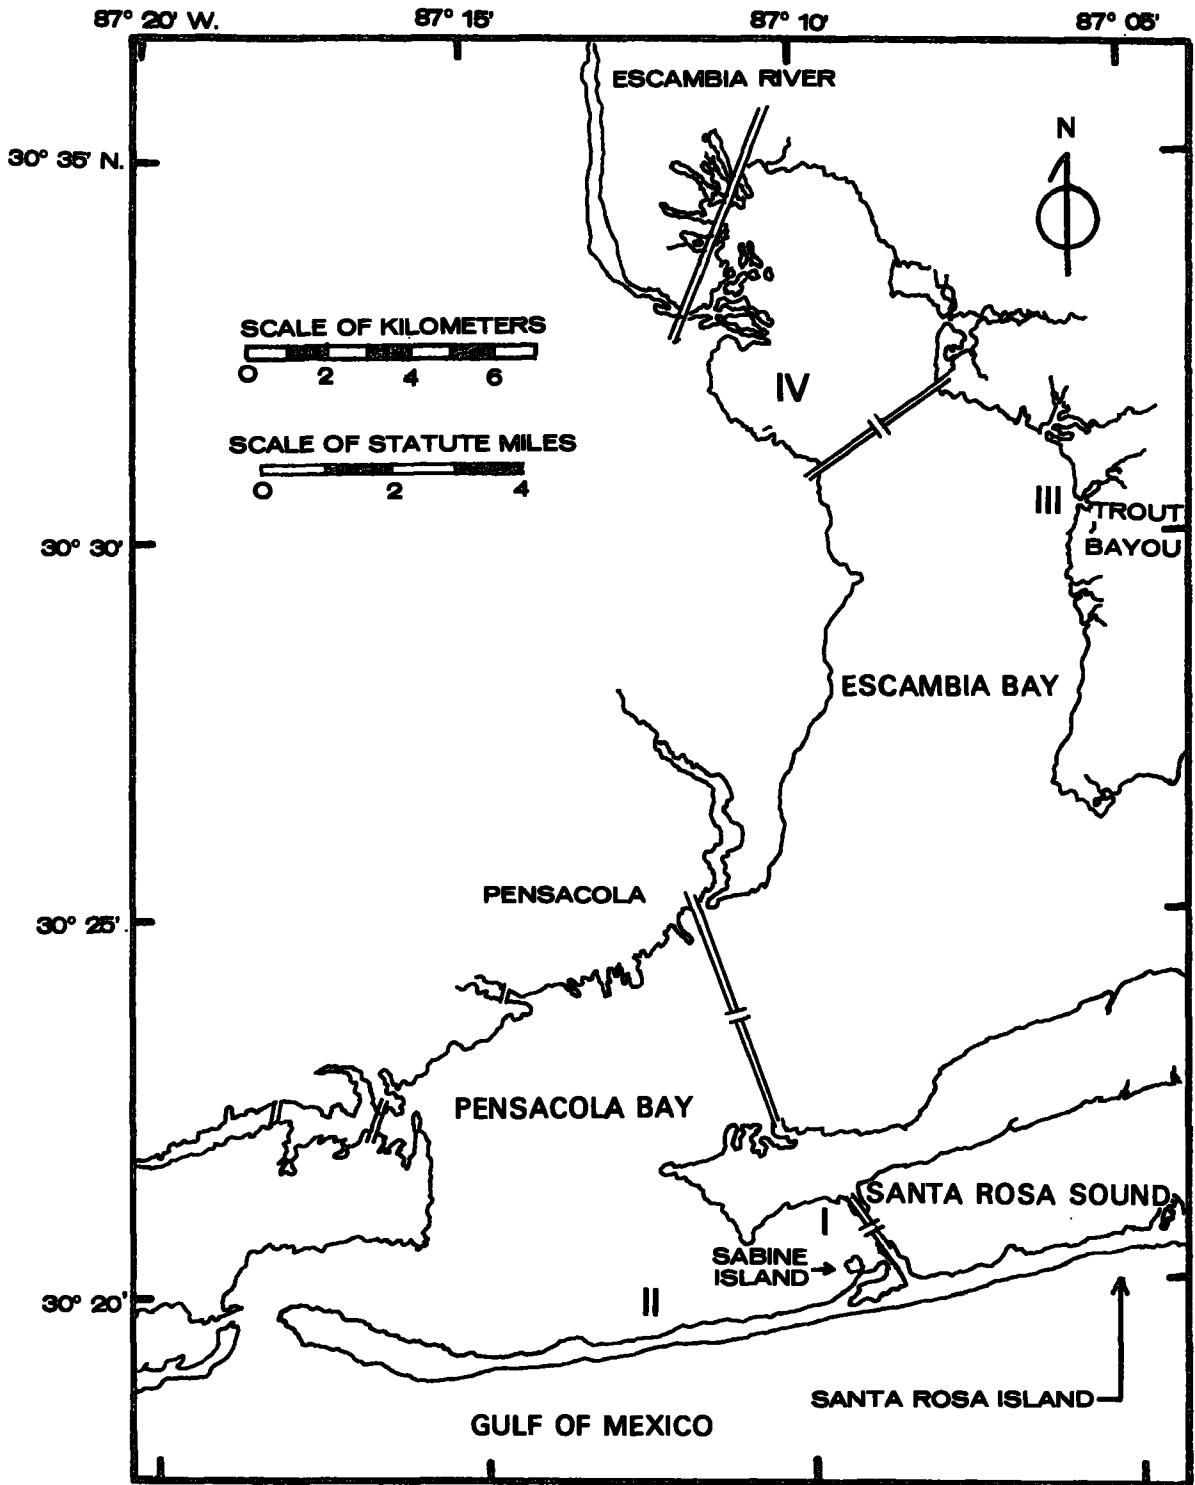 87° 20' W.
87° 15'
87° 10'
87° 05'
ESCAMBIA RIVER
N
30° 35' N.
SCALE OF KILOMETERS
0 2 4 6
IV
SCALE OF STATUTE MILES
0 2 4
III
TROUT
BAYOU
30° 30'
ESCAMBIA BAY
PENSACOLA
30° 25'
PENSACOLA BAY
SANTA ROSA SOUND
I
SABINE
ISLAND
30° 20'
II
SANTA ROSA ISLAND
GULF OF MEXICO